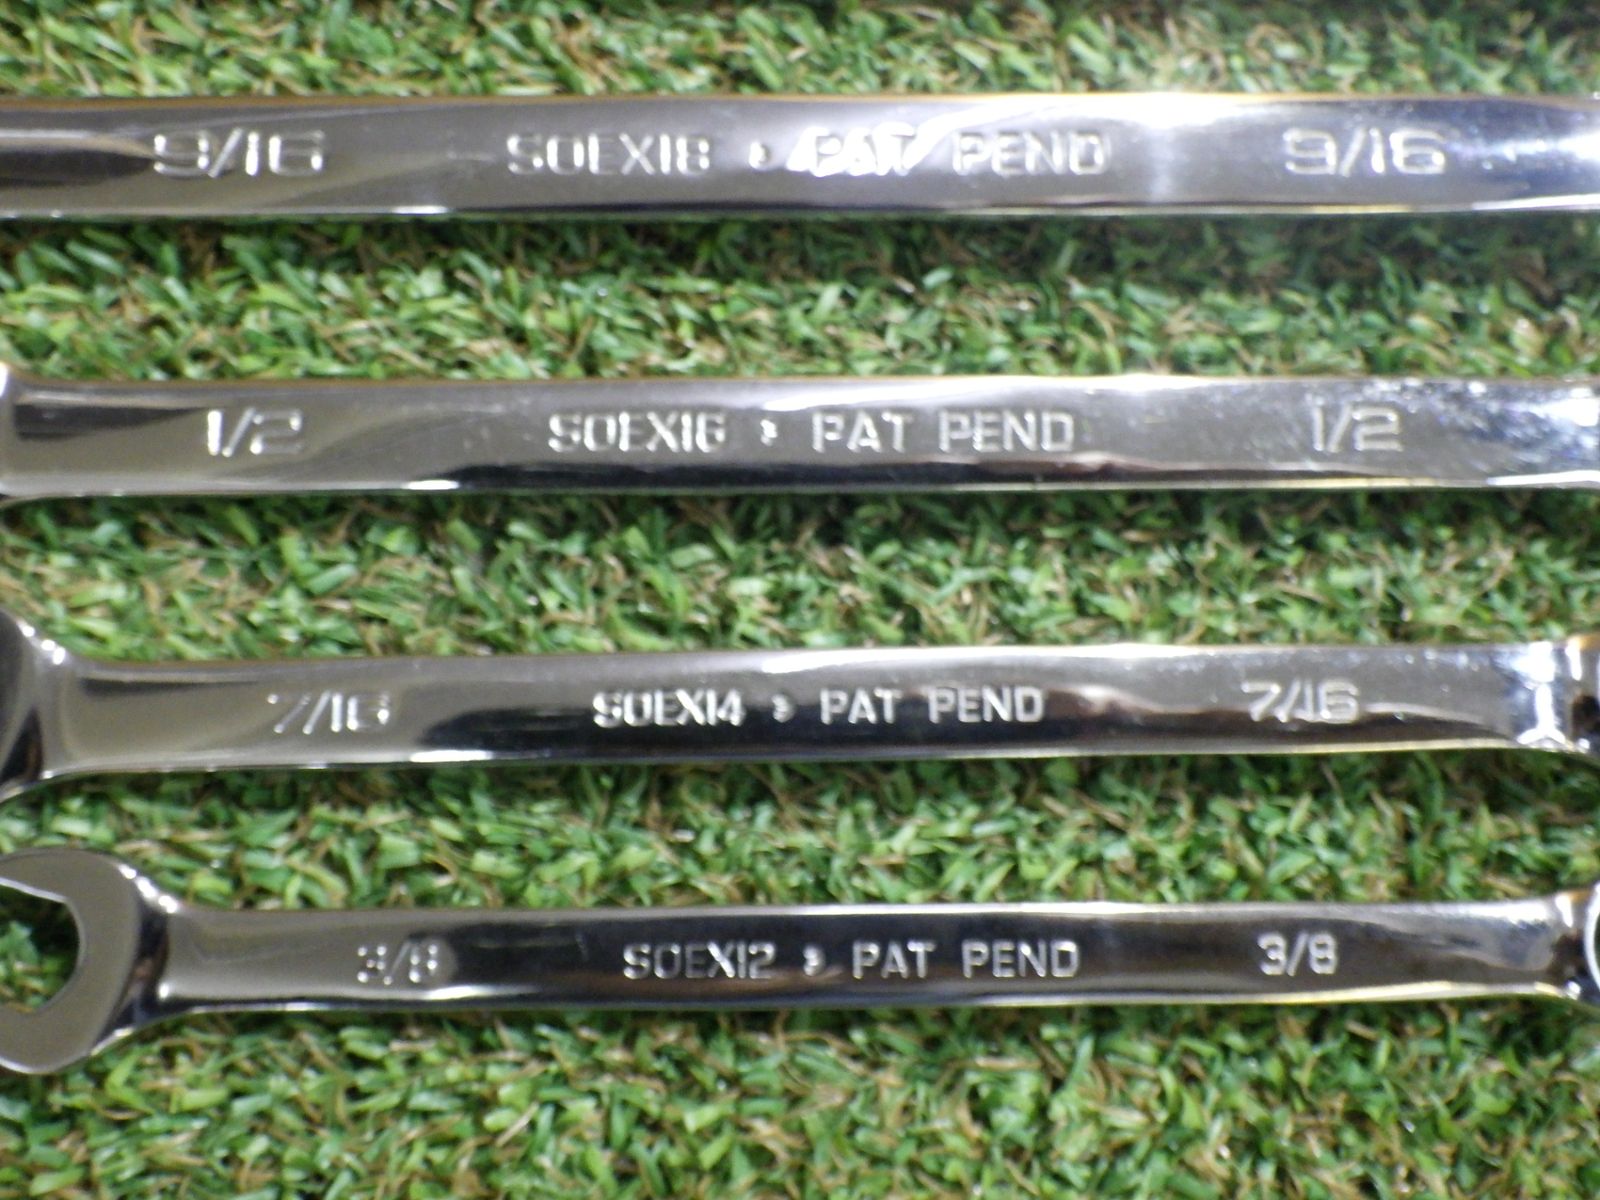 9/16 SOEX18 PAT PEND 9/16
1/2 SOEX16 PAT PEND 1/2
7/16 SOEX14 PAT PEND 7/16
3/8 SOEX12 PAT PEND 3/8